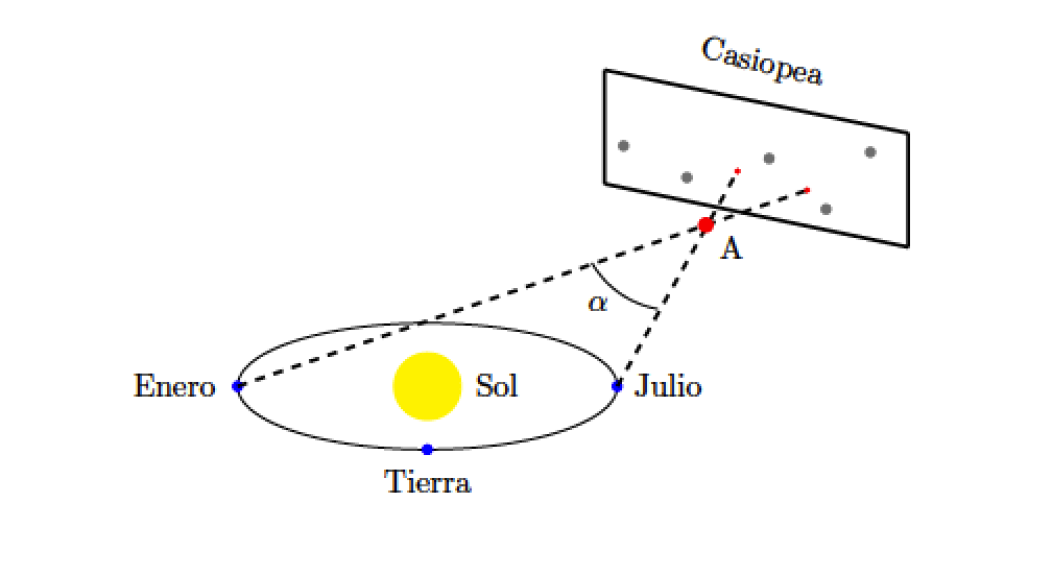 Casiopea
A
α
Enero
Sol
Julio
Tierra